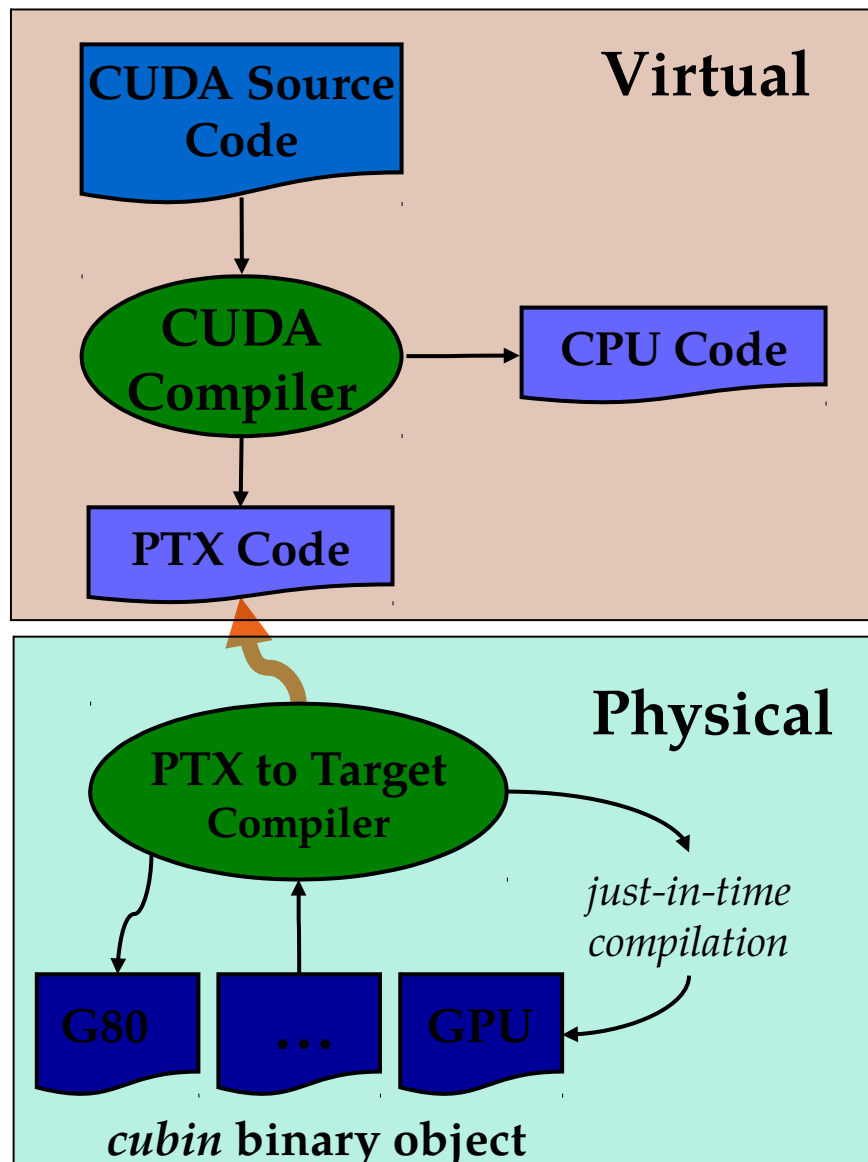 Virtual
CUDA Source
Code
CUDA
Compiler
CPU Code
PTX Code
Physical
PTX to Target
Compiler
just-in-time
compilation
G80
...
GPU
cubin binary object